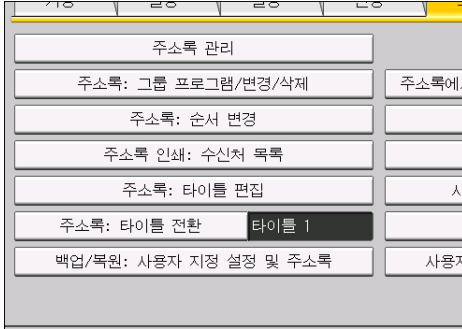 주소록 관리
주소록: 그룹 프로그램/변경/삭제
주소록에
주소록: 순서 변경
주소록 인쇄: 수신처 목록
주소록: 타이틀 편집
주소록: 타이틀 전환 타이틀 1
백업/복원: 사용자 지정 설정 및 주소록
사용자